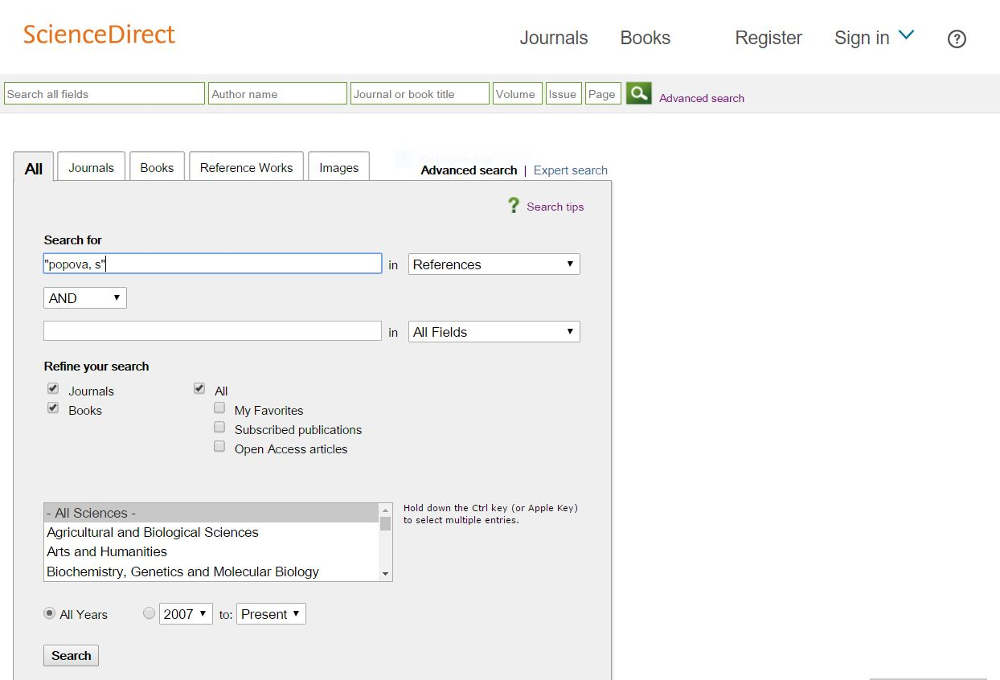 ScienceDirect
Journals Books Register Sign in ?
Search all fields Author name Journal or book title Volume Issue Page Advanced search
All Journals Books Reference Works Images
Advanced search | Expert search
? Search tips
Search for
"popova, s" in References
AND
in All Fields
Refine your search
Journals All
Books My Favorites
Subscribed publications
Open Access articles
- All Sciences -
Agricultural and Biological Sciences
Arts and Humanities
Biochemistry, Genetics and Molecular Biology
Hold down the Ctrl key (or Apple Key)
to select multiple entries.
All Years 2007 to: Present
Search